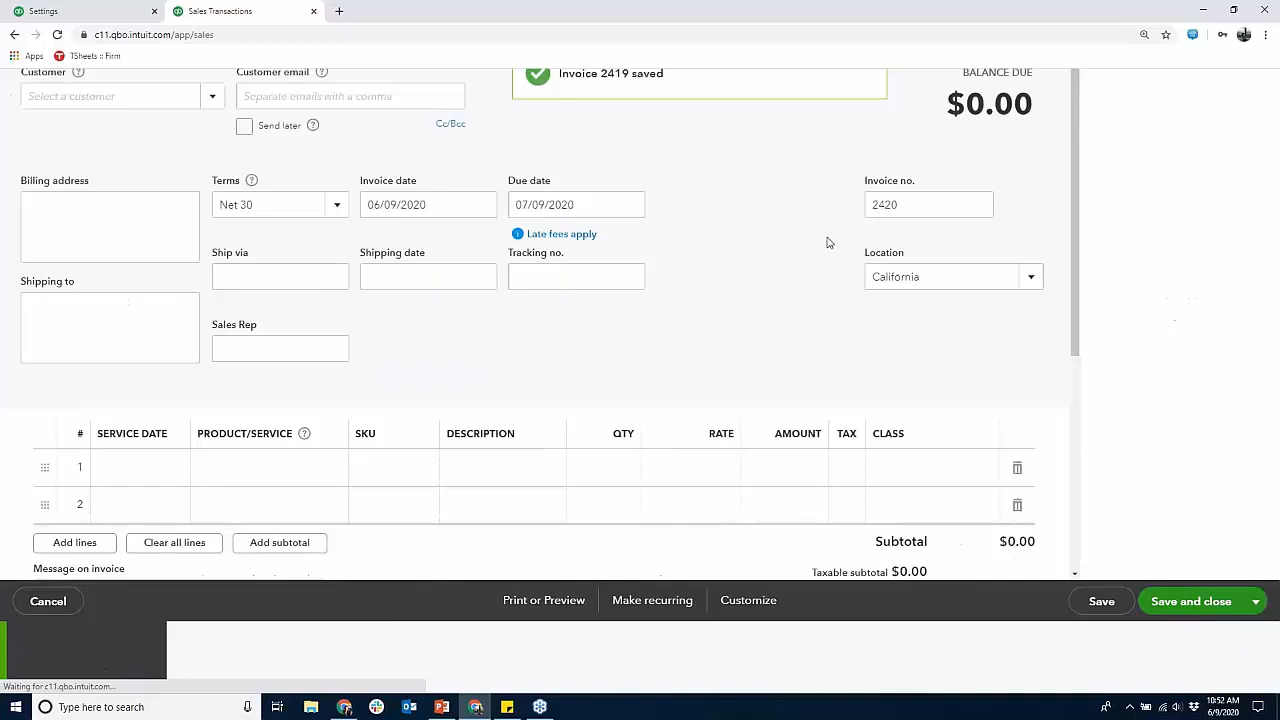 Settings
Sales Transactions
c11.qbo.intuit.com/app/sales
Apps
TSheets :: Firm
Customer
Customer email
Invoice 2419 saved
BALANCE DUE
Select a customer
Separate emails with a comma
$0.00
Send later
Cc/Bcc
Billing address
Terms
Invoice date
Due date
Invoice no.
Net 30
06/09/2020
07/09/2020
2420
Late fees apply
Ship via
Shipping date
Tracking no.
Location
California
Shipping to
Sales Rep
# SERVICE DATE PRODUCT/SERVICE SKU DESCRIPTION QTY RATE AMOUNT TAX CLASS
1
2
Add lines
Clear all lines
Add subtotal
Subtotal $0.00
Message on invoice
Taxable subtotal $0.00
Cancel
Print or Preview
Make recurring
Customize
Save
Save and close
Waiting for c11.qbo.intuit.com...
Type here to search
10:52 AM
6/9/2020